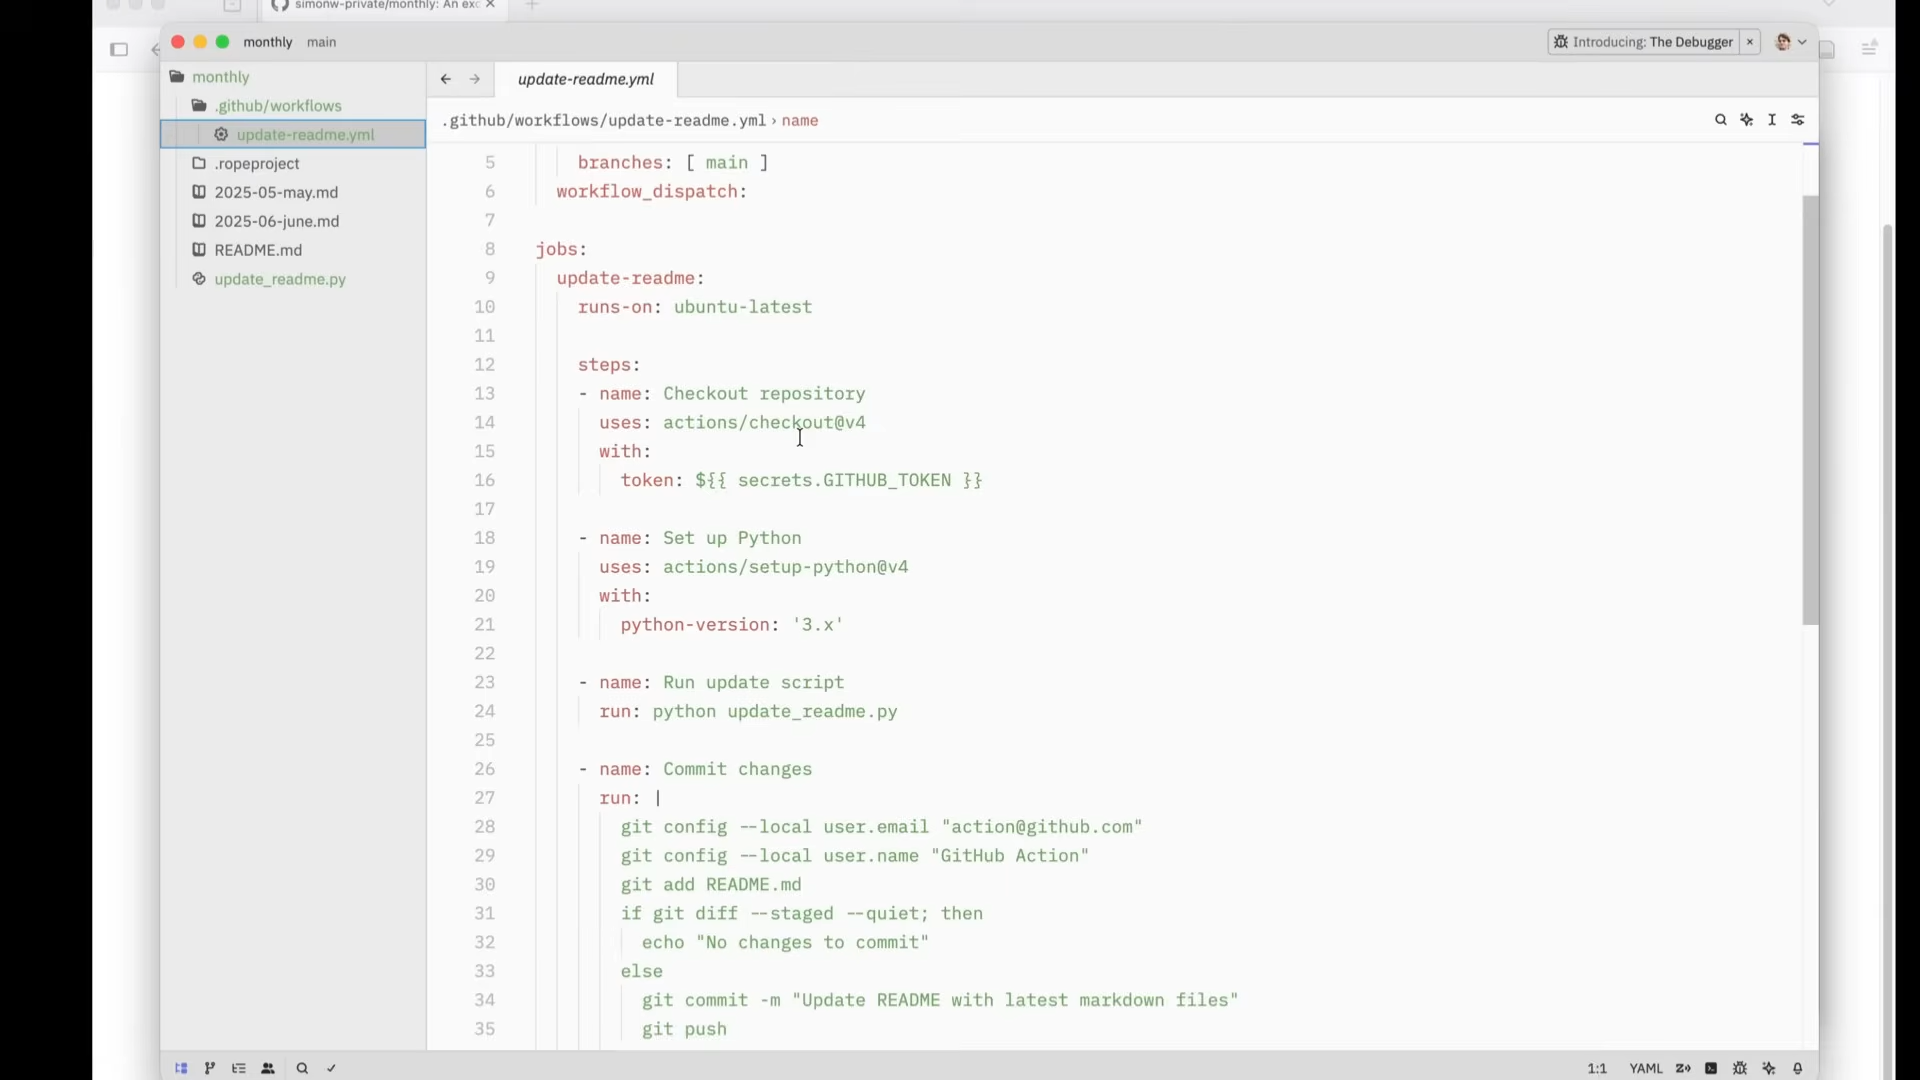 simonw-private/monthly: An exc
monthly main
Introducing: The Debugger
monthly
.github/workflows
update-readme.yml
.ropeproject
2025-05-may.md
2025-06-june.md
README.md
update_readme.py
update-readme.yml
.github/workflows/update-readme.yml › name
5 branches: [ main ]
6 workflow_dispatch:
7
8 jobs:
9 update-readme:
10 runs-on: ubuntu-latest
11
12 steps:
13 - name: Checkout repository
14 uses: actions/checkout@v4
15 with:
16 token: ${{ secrets.GITHUB_TOKEN }}
17
18 - name: Set up Python
19 uses: actions/setup-python@v4
20 with:
21 python-version: '3.x'
22
23 - name: Run update script
24 run: python update_readme.py
25
26 - name: Commit changes
27 run: |
28 git config --local user.email "action@github.com"
29 git config --local user.name "GitHub Action"
30 git add README.md
31 if git diff --staged --quiet; then
32 echo "No changes to commit"
33 else
34 git commit -m "Update README with latest markdown files"
35 git push
1:1 YAML